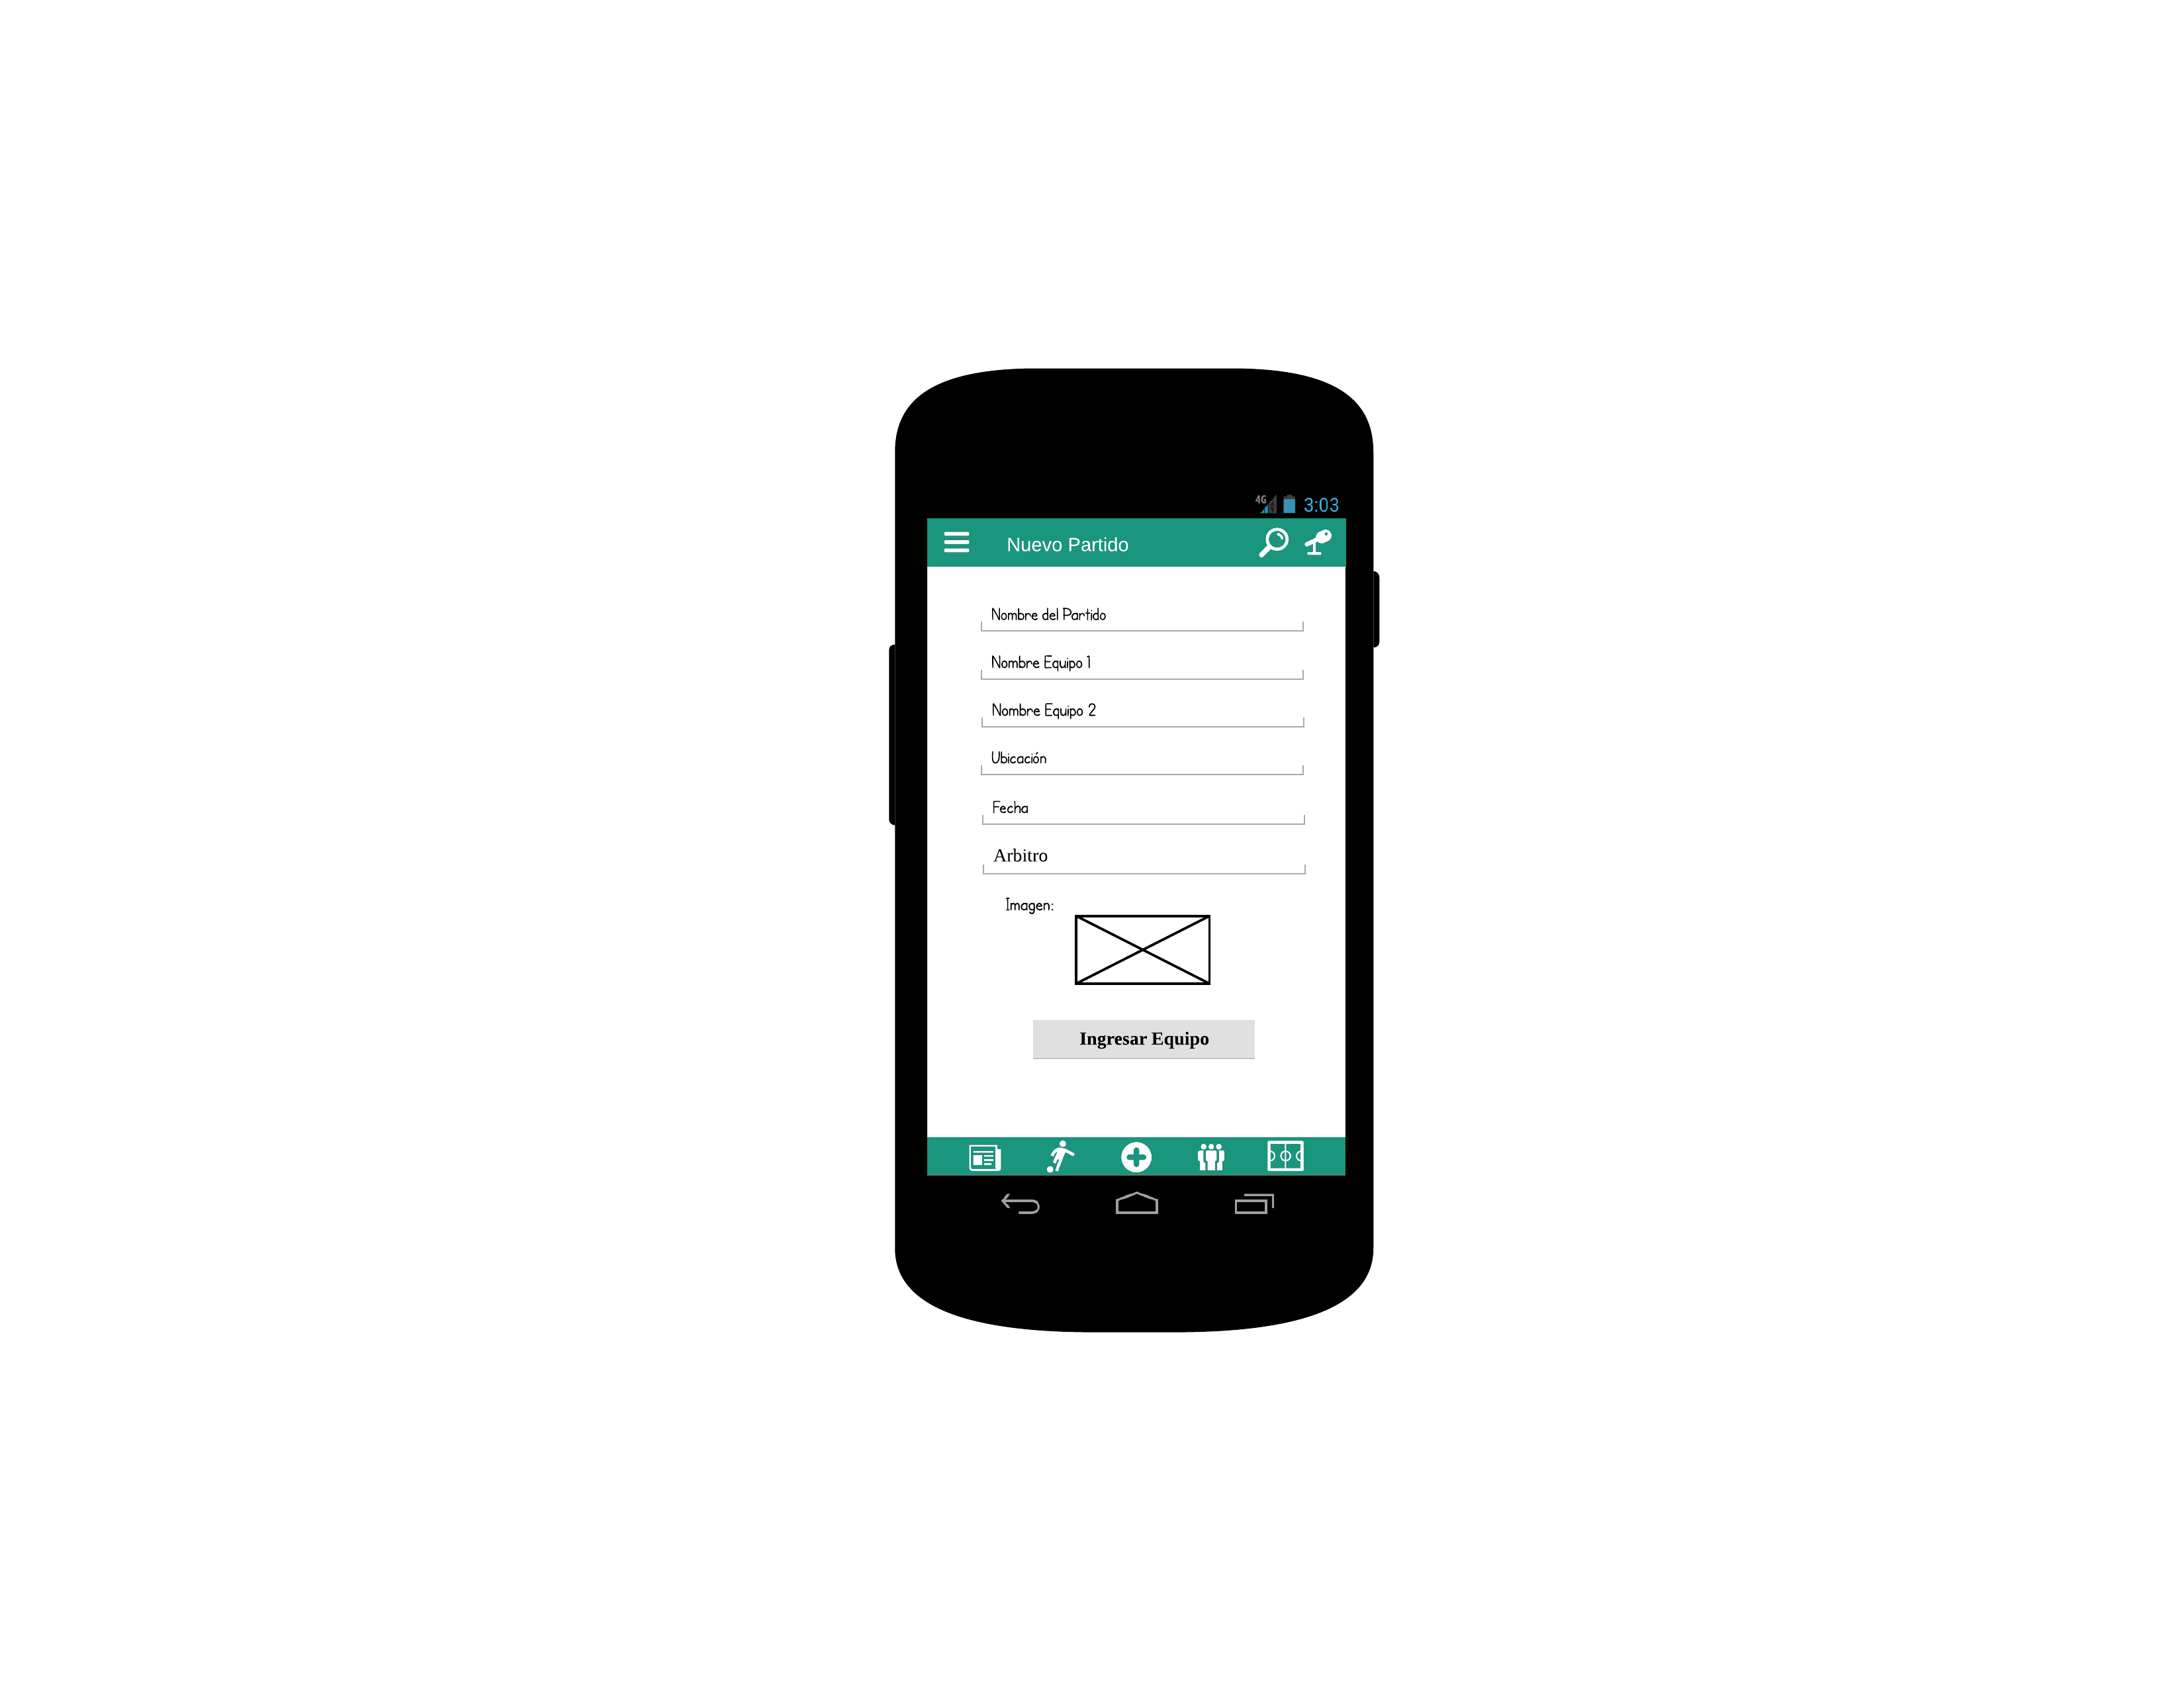 4G 3:03
Nuevo Partido
Nombre del Partido
Nombre Equipo 1
Nombre Equipo 2
Ubicación
Fecha
Arbitro
Imagen:
Ingresar Equipo